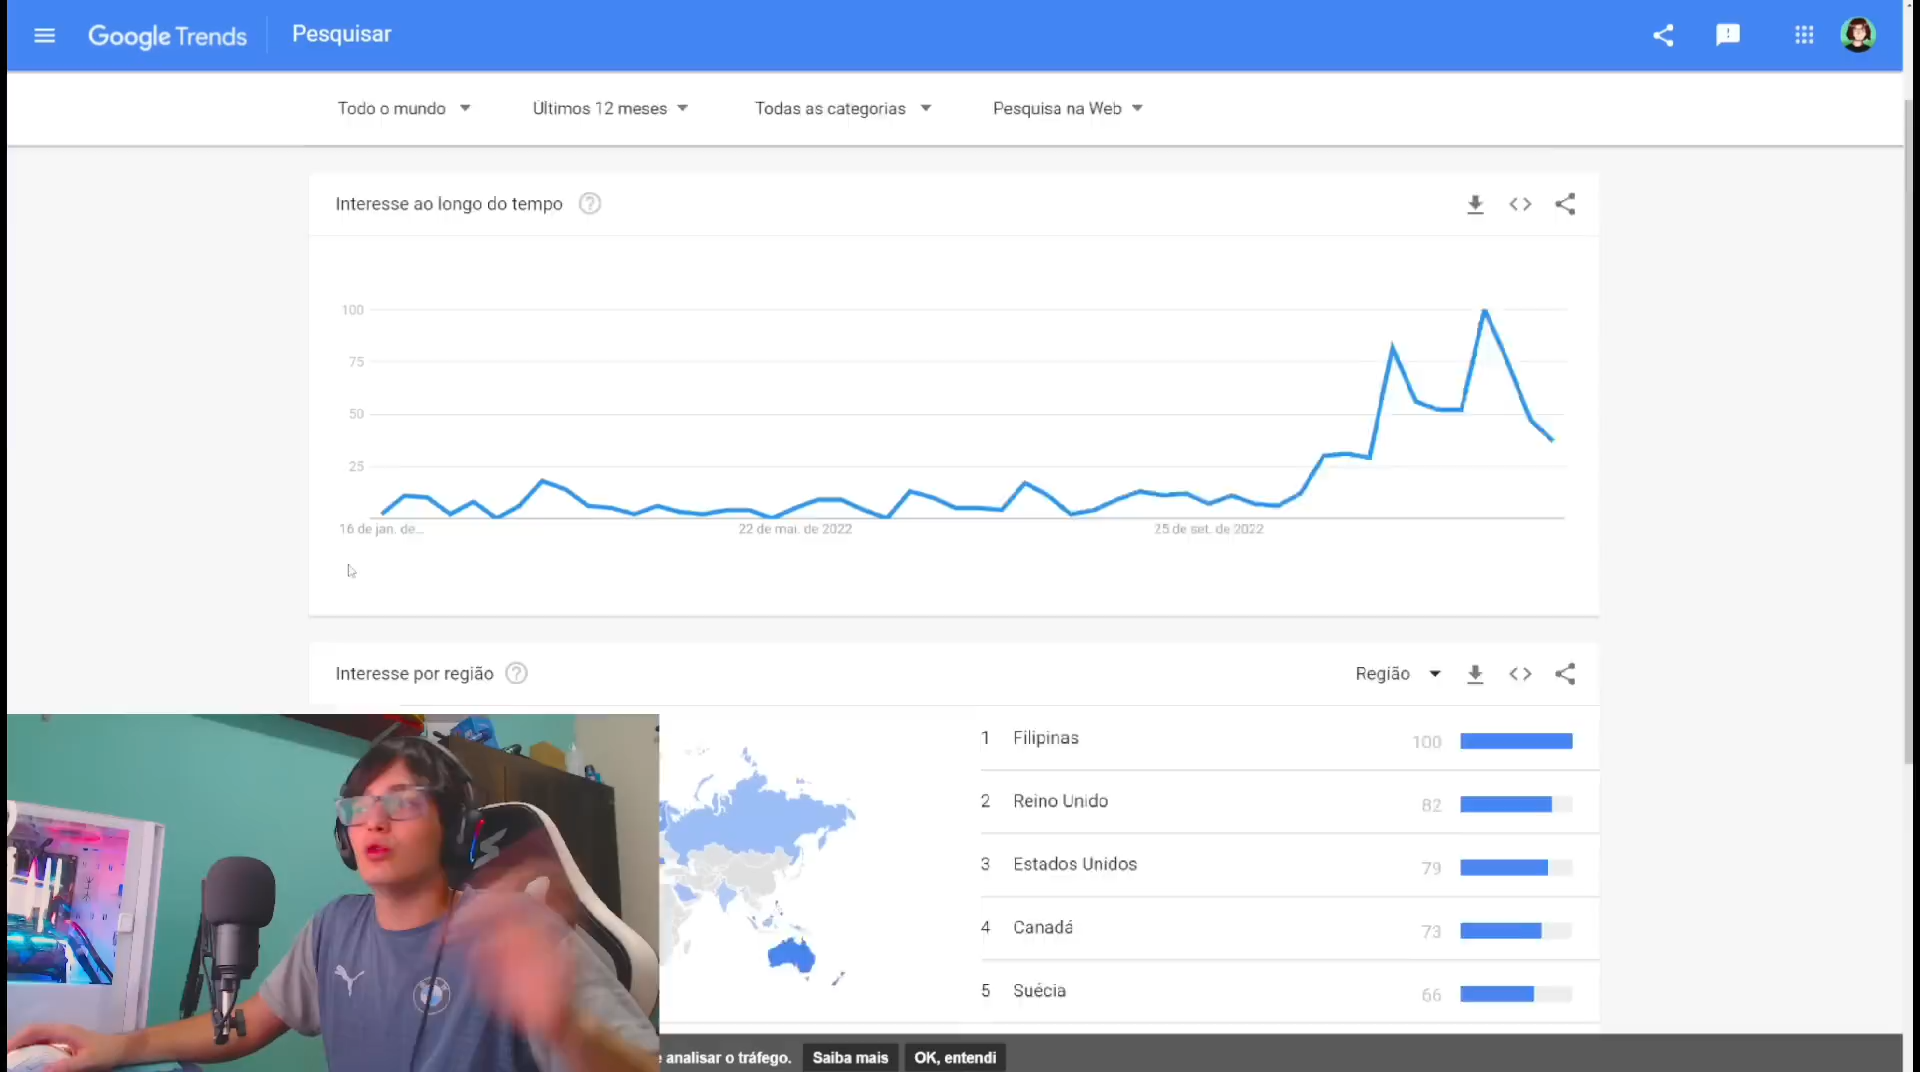 Google Trends
Pesquisar
Todo o mundo
Últimos 12 meses
Todas as categorias
Pesquisa na Web
Interesse ao longo do tempo
100
75
50
25
16 de jan. de...
22 de mai. de 2022
25 de set. de 2022
Interesse por região
Região
1 Filipinas 100
2 Reino Unido 82
3 Estados Unidos 79
4 Canadá 73
5 Suécia 66
analisar o tráfego. Saiba mais OK, entendi